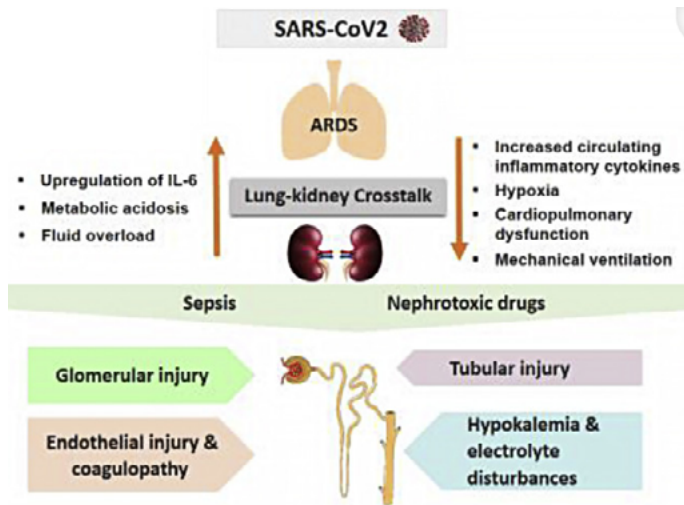 SARS-CoV2
ARDS
Upregulation of IL-6
Metabolic acidosis
Fluid overload
Lung-kidney Crosstalk
Increased circulating
inflammatory cytokines
Hypoxia
Cardiopulmonary
dysfunction
Mechanical ventilation
Sepsis
Nephrotoxic drugs
Glomerular injury
Tubular injury
Endothelial injury &
coagulopathy
Hypokalemia &
electrolyte
disturbances